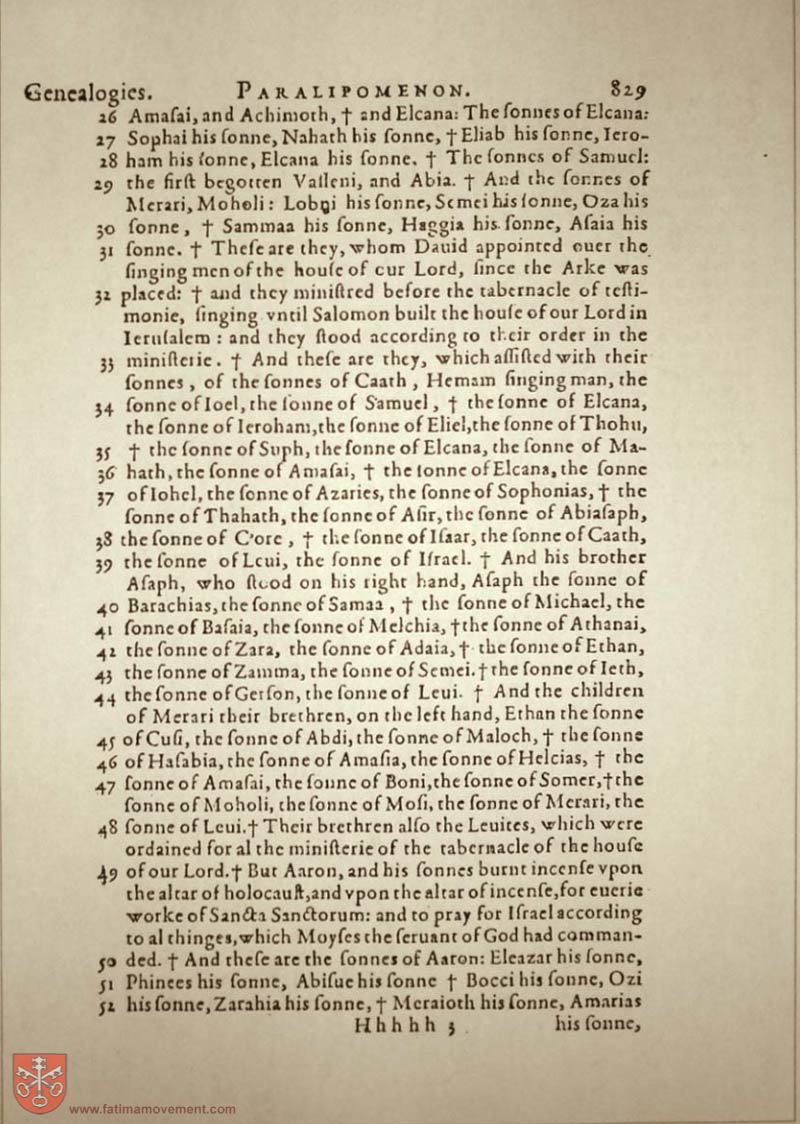 Genealogies. PARALIPOMENON. 829
26 Amaſai, and Achimoth, † and Elcana: The ſonnes of Elcana:
27 Sophai his ſonne, Nahath his ſonne, † Eliab his ſonne, Iero-
28 ham his ſonne, Elcana his ſonne. † The ſonnes of Samuel:
29 the firſt begotten Vaſſeni, and Abia. † And the ſonnes of
Merari, Moholi: Lobni his ſonne, Semei his ſonne, Oza his
30 ſonne, † Sammaa his ſonne, Haggia his ſonne, Aſaia his
31 ſonne. † Theſe are they, whom Dauid appointed ouer the
ſinging men of the houſe of our Lord, ſince the Arke was
32 placed: † and they miniſtred before the tabernacle of teſti-
monie, ſinging vntil Salomon built the houſe of our Lord in
Ieruſalem : and they ſtood according to their order in the
33 miniſterie. † And theſe are they, which aſſiſted with their
ſonnes, of the ſonnes of Caath, Hemam ſinging man, the
34 ſonne of Ioel, the ſonne of Samuel, † the ſonne of Elcana,
the ſonne of Ieroham, the ſonne of Eliel, the ſonne of Thohu,
35 † the ſonne of Suph, the ſonne of Elcana, the ſonne of Ma-
36 hath, the ſonne of Amaſai, † the ſonne of Elcana, the ſonne
37 of Iohel, the ſonne of Azaries, the ſonne of Sophonias, † the
ſonne of Thahath, the ſonne of Aſir, the ſonne of Abiaſaph,
38 the ſonne of Core, † the ſonne of Iſaar, the ſonne of Caath,
39 the ſonne of Leui, the ſonne of Iſrael. † And his brother
Aſaph, who ſtood on his right hand, Aſaph the ſonne of
40 Barachias, the ſonne of Samaa, † the ſonne of Michael, the
41 ſonne of Baſaia, the ſonne of Melchia, † the ſonne of Athanai,
42 the ſonne of Zara, the ſonne of Adaia, † the ſonne of Ethan,
43 the ſonne of Zamma, the ſonne of Semei. † the ſonne of Ieth,
44 the ſonne of Gerſon, the ſonne of Leui. † And the children
of Merari their brethren, on the left hand, Ethan the ſonne
45 of Cuſi, the ſonne of Abdi, the ſonne of Maloch, † the ſonne
46 of Haſabia, the ſonne of Amaſia, the ſonne of Helcias, † the
47 ſonne of Amaſai, the ſonne of Boni, the ſonne of Somer, † the
ſonne of Moholi, the ſonne of Moſi, the ſonne of Merari, the
48 ſonne of Leui. † Their brethren alſo the Leuites, which were
ordained for al the miniſterie of the tabernacle of the houſe
49 of our Lord. † But Aaron, and his ſonnes burnt incenſe vpon
the altar of holocauſt, and vpon the altar of incenſe, for euerie
worke of Sancta Sanctorum: and to pray for Iſrael according
to al thinges, which Moyſes the ſeruant of God had comman-
50 ded. † And theſe are the ſonnes of Aaron: Eleazar his ſonne,
51 Phinees his ſonne, Abiſue his ſonne † Bocci his ſonne, Ozi
52 his ſonne, Zarahia his ſonne, † Meraioth his ſonne, Amarias
Hhhhh 3 his ſonne,
www.fatimamovement.com